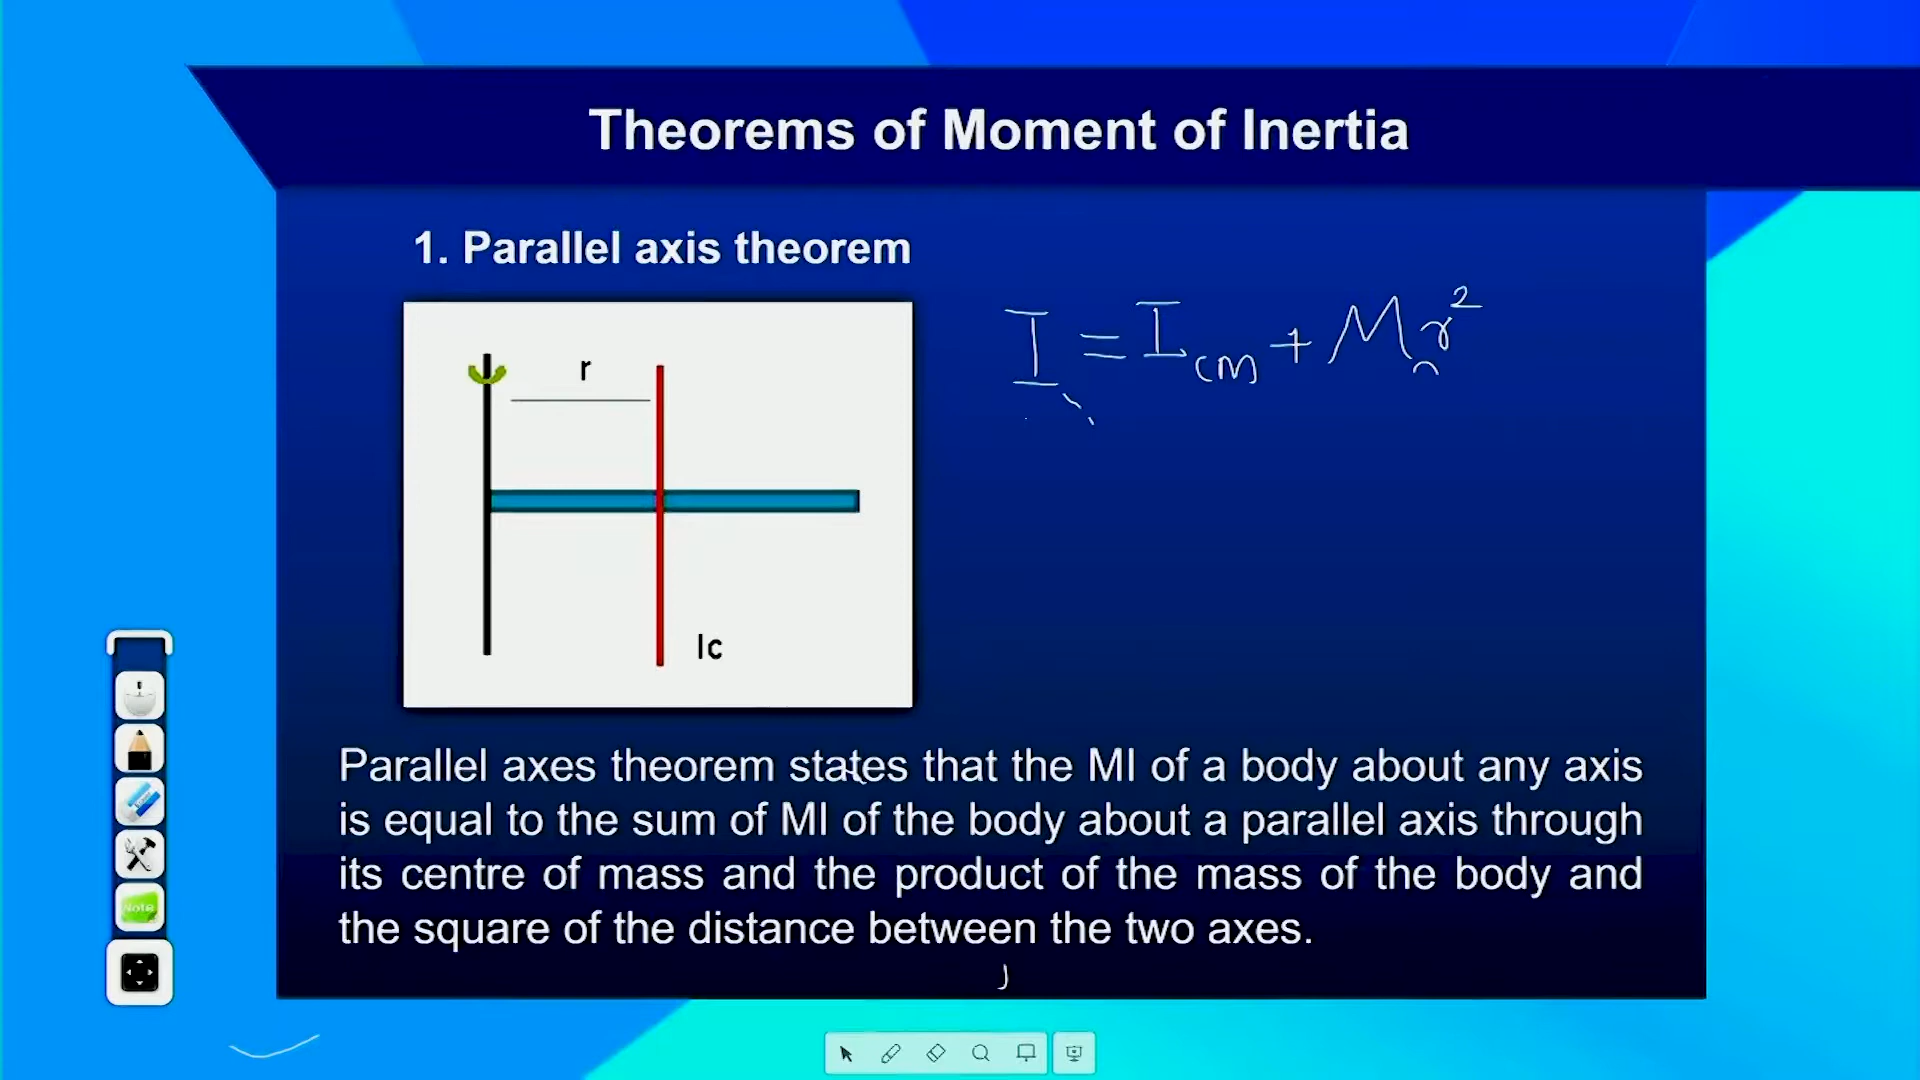 Theorems of Moment of Inertia
1. Parallel axis theorem
I = I_CM + Mr²
r
Ic
Parallel axes theorem states that the MI of a body about any axis
is equal to the sum of MI of the body about a parallel axis through
its centre of mass and the product of the mass of the body and
the square of the distance between the two axes.
Note